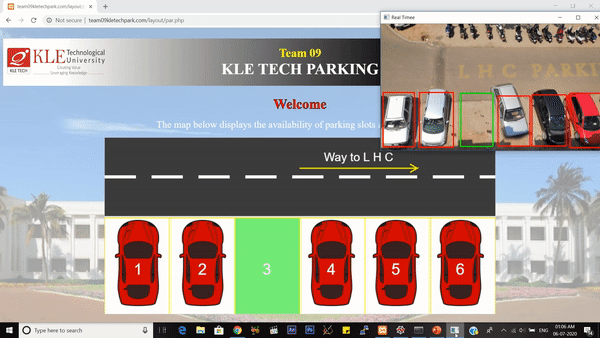 team09kletechpark.com/layout/pa
Not secure | team09kletechpark.com/layout/par.php
Real Timee
KLE Technological
University
Creating Value
Leveraging Knowledge
KLE TECH
Team 09
KLE TECH PARKING
LHC PARKI
Welcome
The map below displays the availability of parking slots
Way to L H C
1 2 3 4 5 6
Type here to search
ENG
01:06 AM
06-07-2020